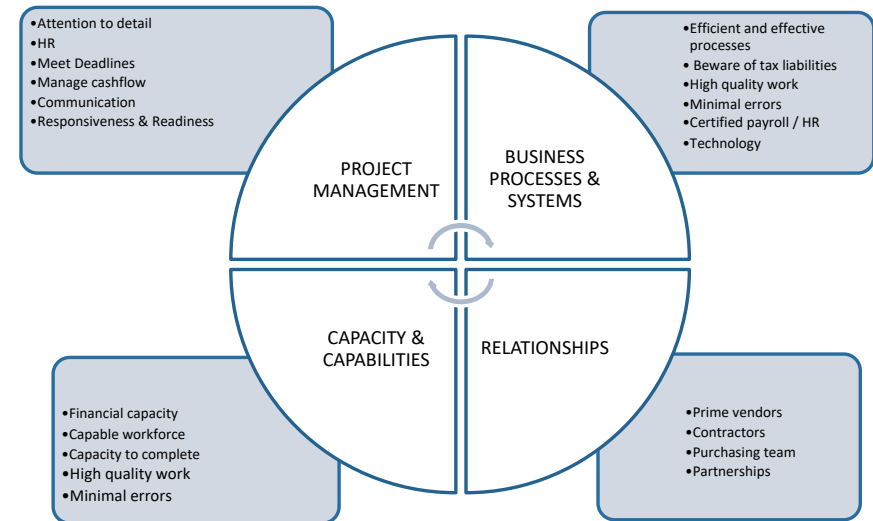 •Attention to detail
•HR
•Meet Deadlines
•Manage cashflow
•Communication
•Responsiveness & Readiness
•Efficient and effective
processes
• Beware of tax liabilities
•High quality work
•Minimal errors
•Certified payroll / HR
•Technology
PROJECT
MANAGEMENT
BUSINESS
PROCESSES &
SYSTEMS
CAPACITY &
CAPABILITIES
RELATIONSHIPS
•Financial capacity
•Capable workforce
•Capacity to complete
•High quality work
•Minimal errors
•Prime vendors
•Contractors
•Purchasing team
•Partnerships